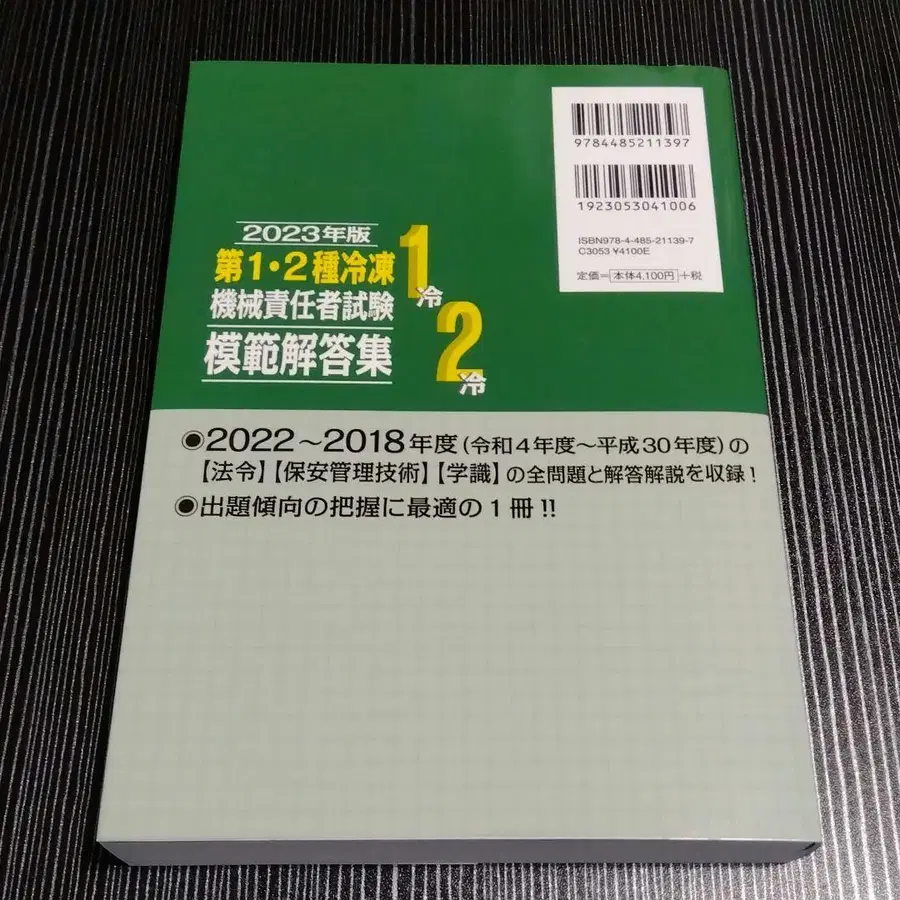 9784485211397
1923053041006
ISBN978-4-485-21139-7
C3053 ¥4100E
定価=本体4,100円+税
2023年版
第1・2種冷凍
機械責任者試験
模範解答集
1冷
2冷
◉2022～2018年度(令和4年度～平成30年度)の
【法令】【保安管理技術】【学識】の全問題と解答解説を収録!
◉出題傾向の把握に最適の1冊!!